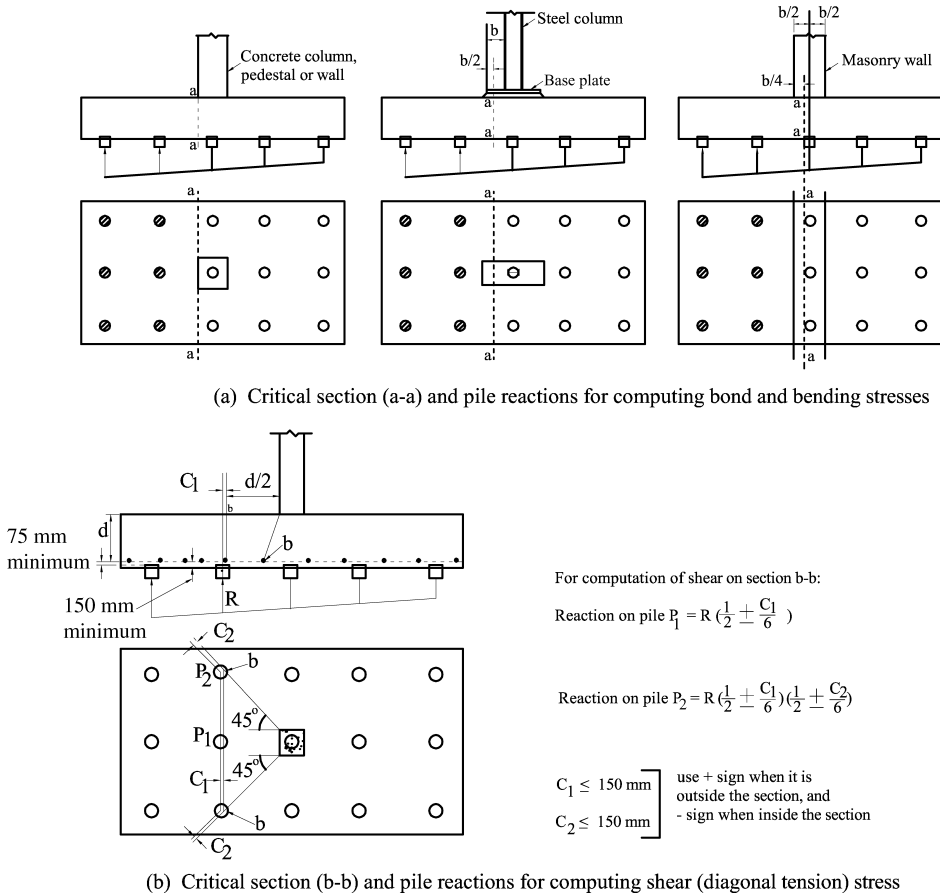 Steel column
b
b/2
Base plate
Concrete column,
pedestal or wall
b/2 b/2
b/4
Masonry wall
a
a
a
a
a
a
a
a
a
a
a
a
(a) Critical section (a-a) and pile reactions for computing bond and bending stresses
C1
d/2
b
d
b
75 mm
minimum
150 mm
minimum
R
C2
P2
b
45°
P1
45°
C1
b
C2
For computation of shear on section b-b:
Reaction on pile P1 = R (1/2 ± C1/6 )
Reaction on pile P2 = R(1/2 ± C1/6)(1/2 ± C2/6)
C1 ≤ 150 mm
C2 ≤ 150 mm
use + sign when it is
outside the section, and
- sign when inside the section
(b) Critical section (b-b) and pile reactions for computing shear (diagonal tension) stress